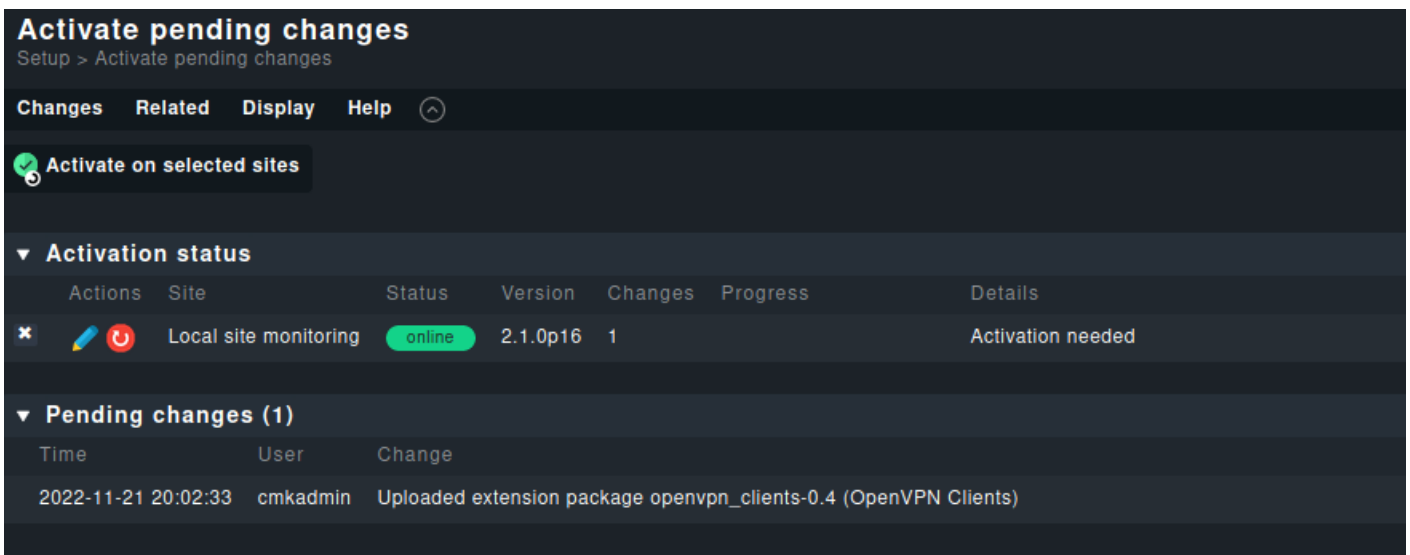 Activate pending changes
Setup > Activate pending changes
Changes Related Display Help
Activate on selected sites
Activation status
Actions Site Status Version Changes Progress Details
Local site monitoring online 2.1.0p16 1 Activation needed
Pending changes (1)
Time User Change
2022-11-21 20:02:33 cmkadmin Uploaded extension package openvpn_clients-0.4 (OpenVPN Clients)